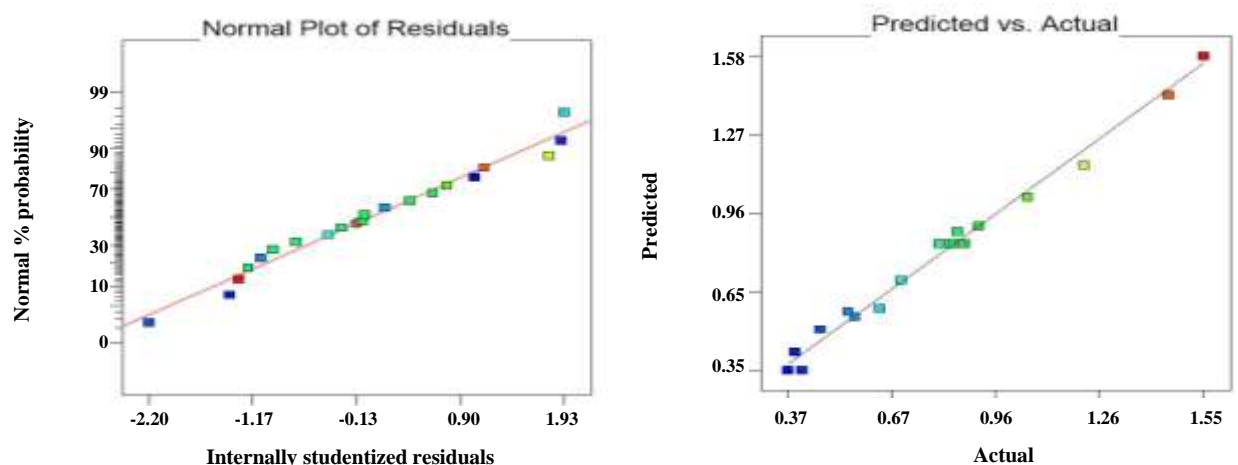 Normal Plot of Residuals
Normal % probability
99
90
70
30
10
0
-2.20 -1.17 -0.13 0.90 1.93
Internally studentized residuals
Predicted vs. Actual
Predicted
1.58
1.27
0.96
0.65
0.35
0.37 0.67 0.96 1.26 1.55
Actual